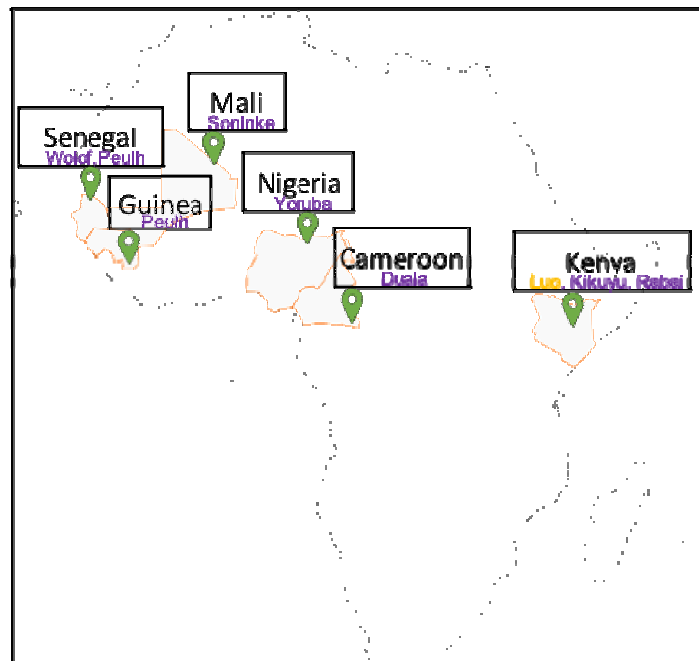 Mali
Soninke
Senegal
Wolof, Peulh
Nigeria
Yoruba
Guinea
Peulh
Cameroon
Duala
Kenya
Luo, Kikuyu, Rabai